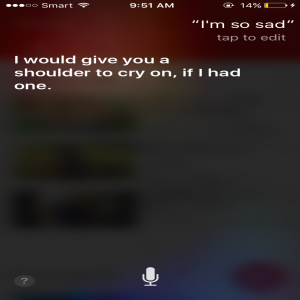 Smart 9:51 AM 14%
“I'm so sad”
tap to edit
I would give you a
shoulder to cry on, if I had
one.
?